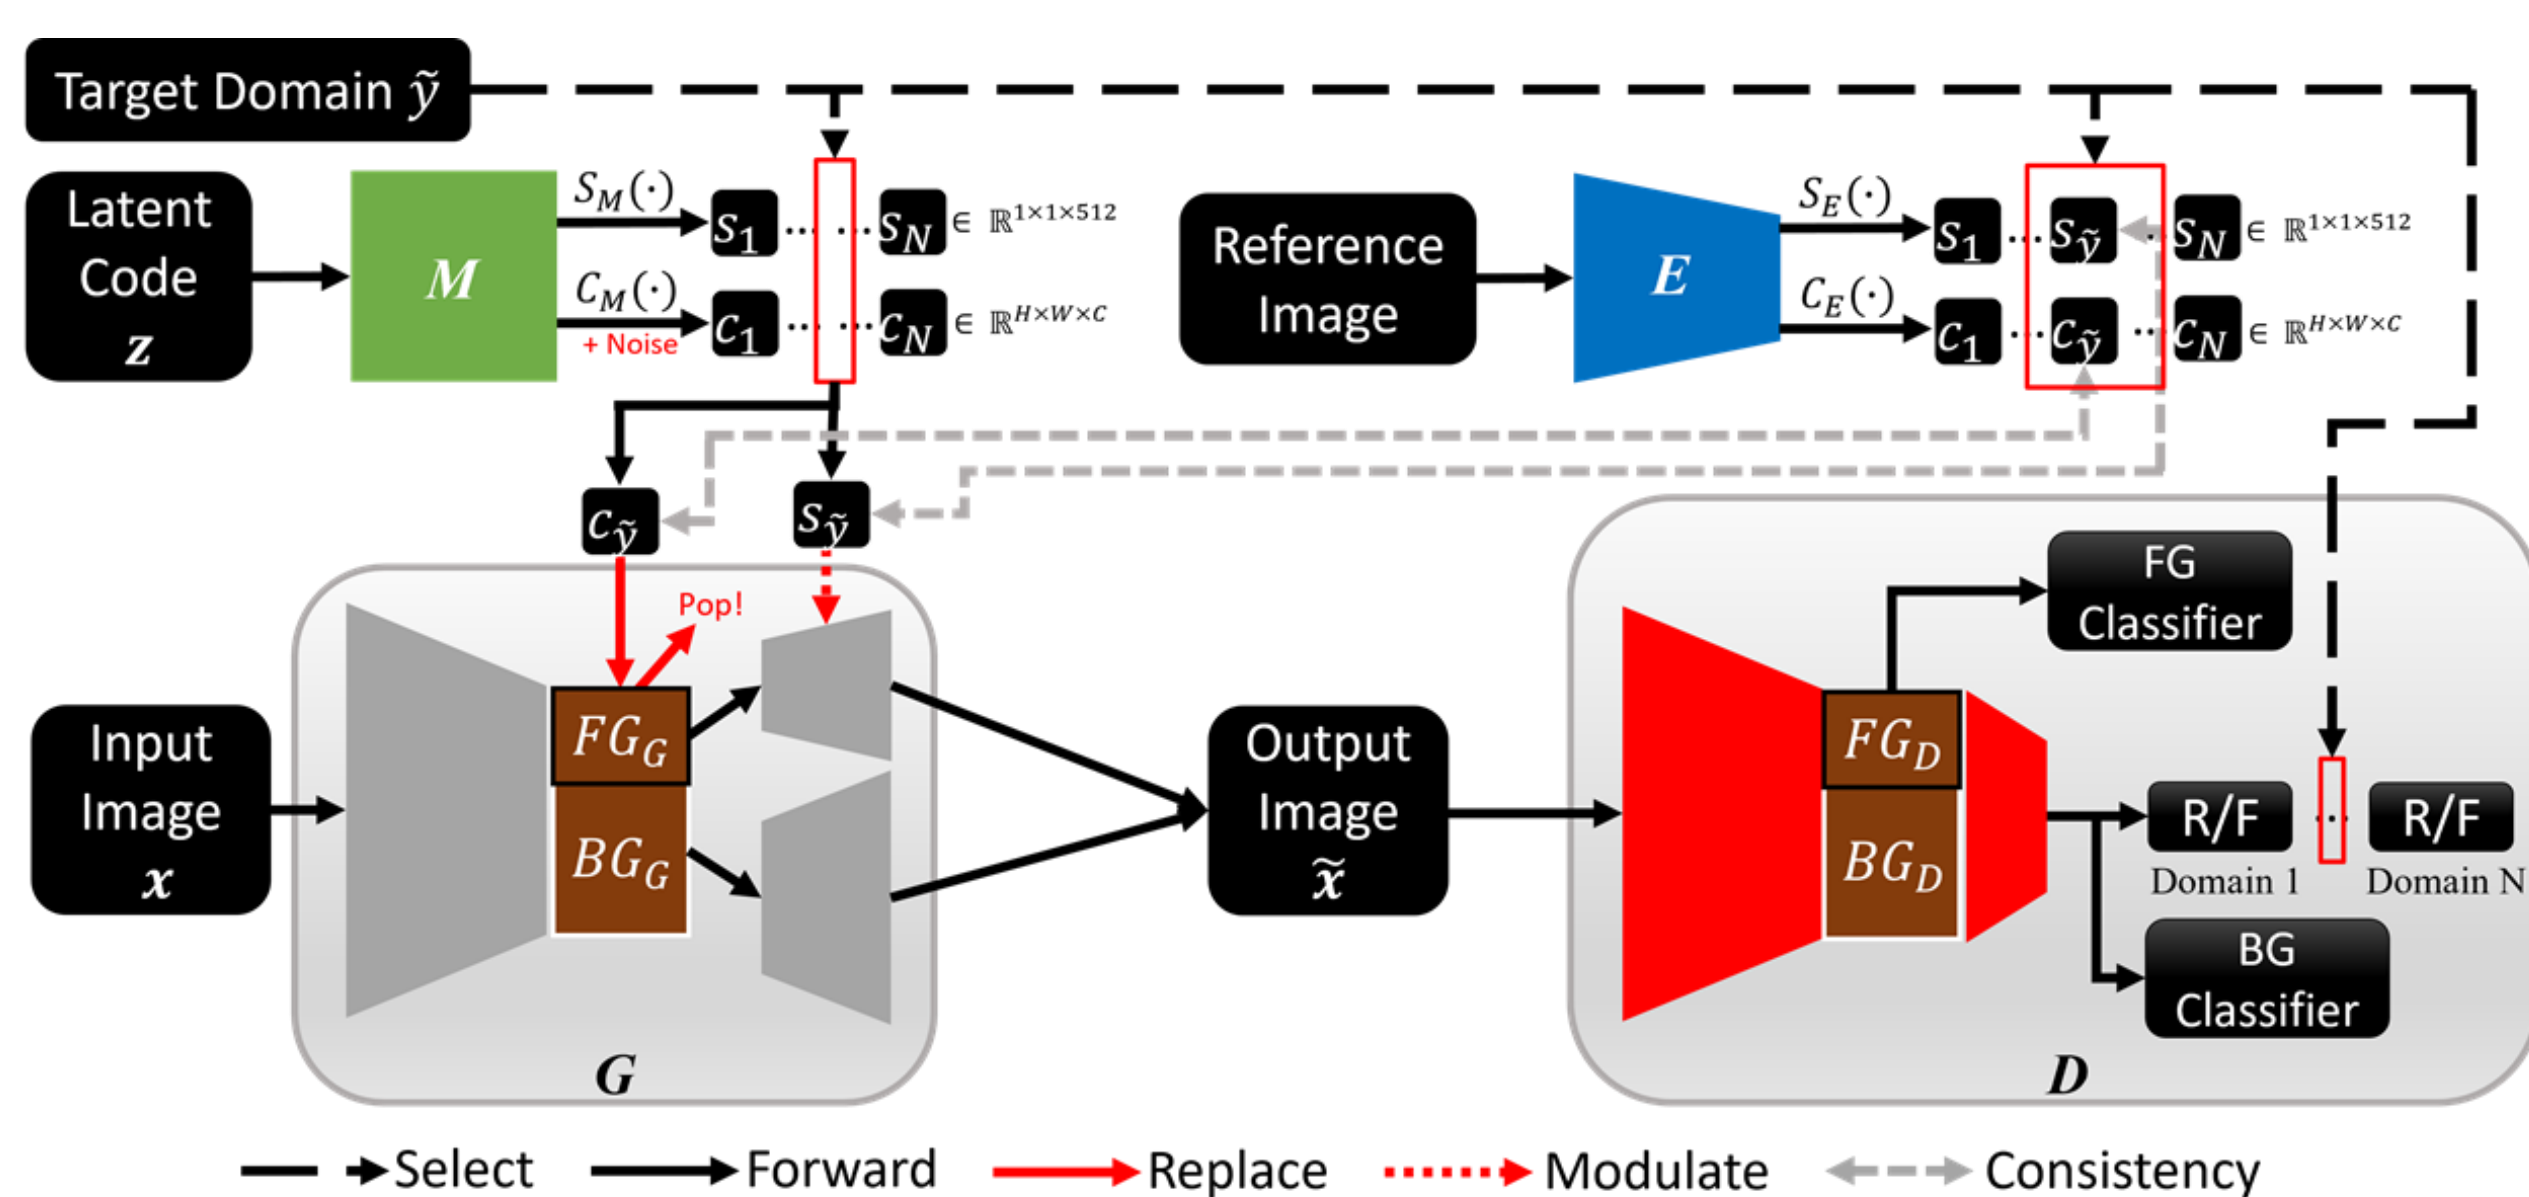 Target Domain ỹ
Latent
Code
z
M
S_M(·)
C_M(·)
+ Noise
s_1 ... ... s_N ∈ ℝ^{1×1×512}
c_1 ... ... c_N ∈ ℝ^{H×W×C}
Reference
Image
E
S_E(·)
C_E(·)
s_1 ... s_ỹ ... s_N ∈ ℝ^{1×1×512}
c_1 ... c_ỹ ... c_N ∈ ℝ^{H×W×C}
c_ỹ
s_ỹ
Pop!
Input
Image
x
FG_G
BG_G
G
Output
Image
x̃
FG_D
BG_D
FG
Classifier
R/F ... R/F
Domain 1 Domain N
BG
Classifier
D
Select Forward Replace Modulate Consistency